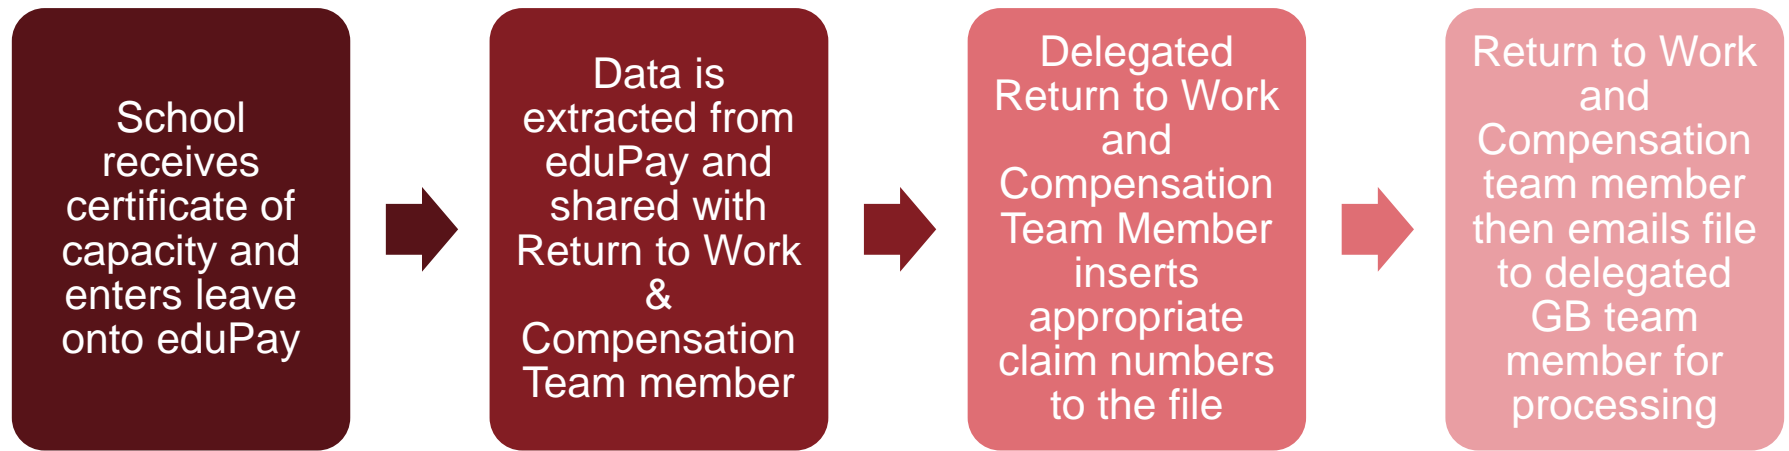 School
receives
certificate of
capacity and
enters leave
onto eduPay
Data is
extracted from
eduPay and
shared with
Return to Work
&
Compensation
Team member
Delegated
Return to Work
and
Compensation
Team Member
inserts
appropriate
claim numbers
to the file
Return to Work
and
Compensation
team member
then emails file
to delegated
GB team
member for
processing